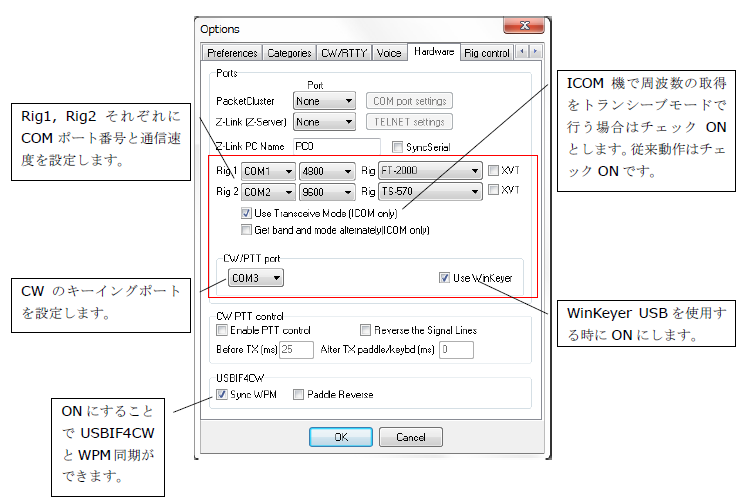 Options
Preferences Categories CW/RTTY Voice Hardware Rig control
Ports
Port
PacketCluster None COM port settings
Z-Link (Z-Server) None TELNET settings
Z-Link PC Name PC0 SyncSerial
Rig 1 COM1 4800 Rig FT-2000 XVT
Rig 2 COM2 9600 Rig TS-570 XVT
Use Transceive Mode (ICOM only)
Get band and mode alternately(ICOM only)
CW/PTT port
COM3 Use WinKeyer
CW PTT control
Enable PTT control Reverse the Signal Lines
Before TX (ms) 25 After TX paddle/keybd (ms) 0
USBIF4CW
Sync WPM Paddle Reverse
OK Cancel
Rig1, Rig2 それぞれに
COM ポート番号と通信速
度を設定します。
CW のキーイングポート
を設定します。
ON にすること
で USBIF4CW
と WPM 同期が
できます。
ICOM 機で周波数の取得
をトランシーブモードで
行う場合はチェック ON
とします。従来動作はチェ
ック ON です。
WinKeyer USB を使用す
る時に ON にします。